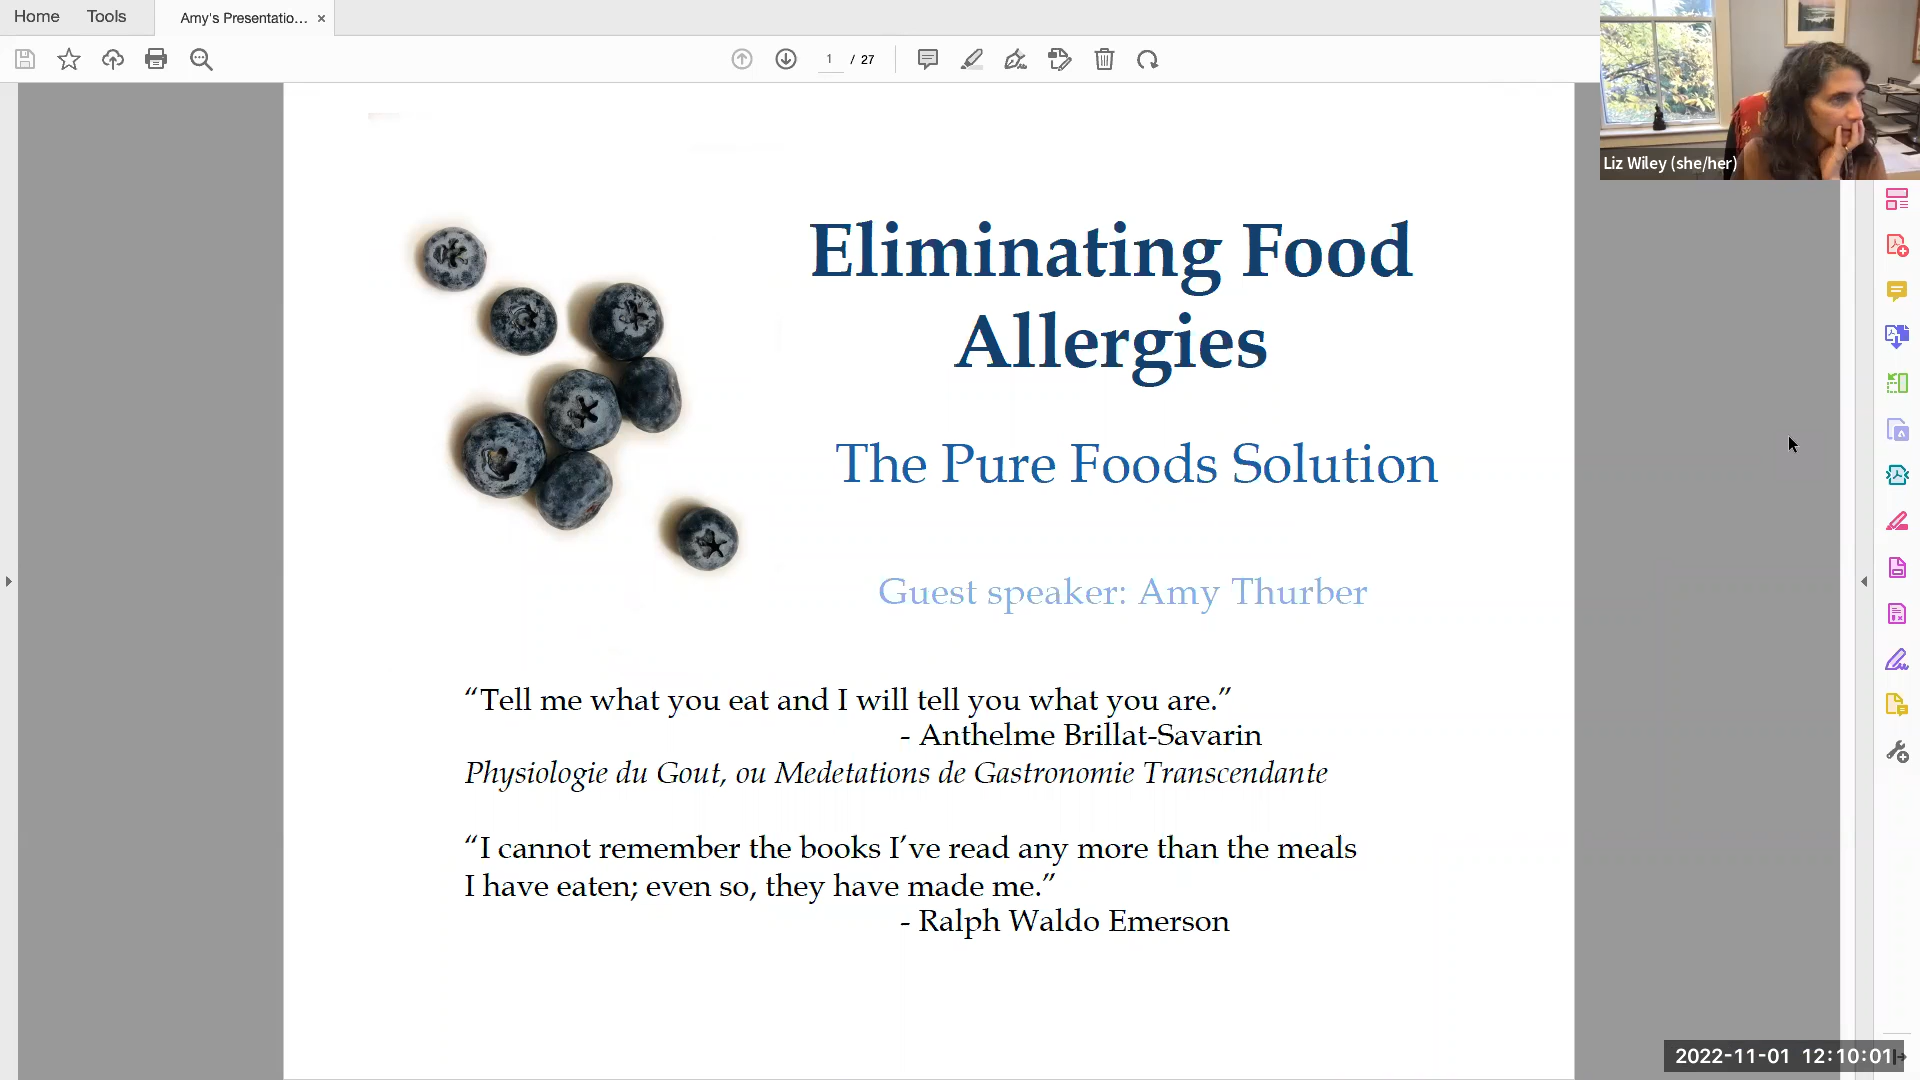 Home Tools Amy's Presentatio... ×
1 / 27
Liz Wiley (she/her)
Eliminating Food
Allergies
The Pure Foods Solution
Guest speaker: Amy Thurber
“Tell me what you eat and I will tell you what you are.”
- Anthelme Brillat-Savarin
Physiologie du Gout, ou Medetations de Gastronomie Transcendante
“I cannot remember the books I’ve read any more than the meals
I have eaten; even so, they have made me.”
- Ralph Waldo Emerson
2022-11-01 12:10:01